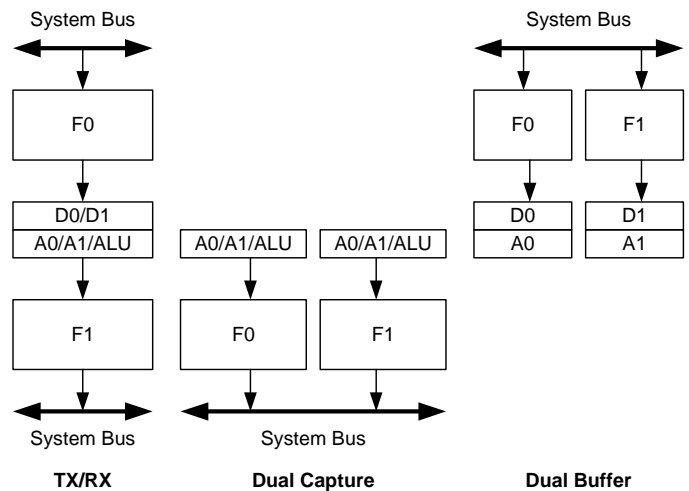 System Bus
System Bus
F0
F0
F1
D0/D1
D0
D1
A0/A1/ALU
A0/A1/ALU
A0/A1/ALU
A0
A1
F1
F0
F1
System Bus
System Bus
TX/RX
Dual Capture
Dual Buffer